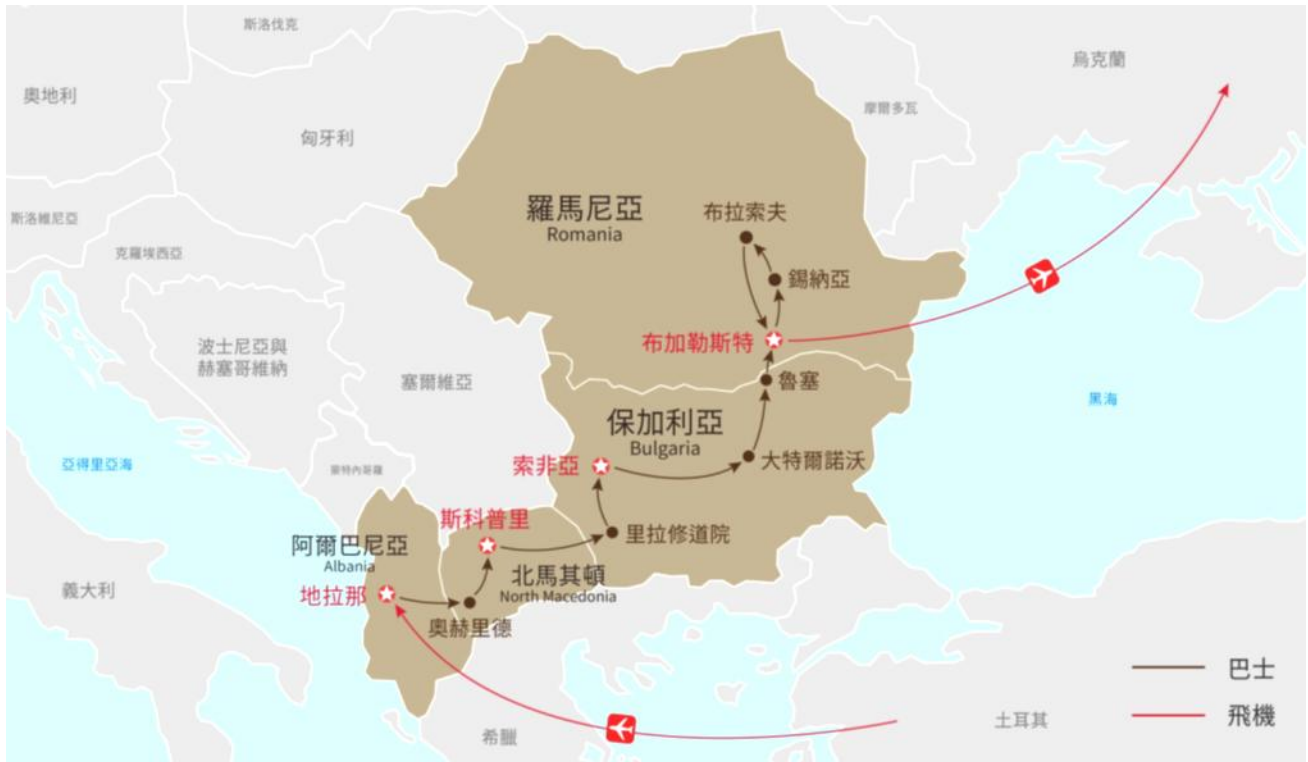 斯洛伐克
奧地利
烏克蘭
摩爾多瓦
匈牙利
斯洛維尼亞
克羅埃西亞
羅馬尼亞
Romania
布拉索夫
錫納亞
布加勒斯特
波士尼亞與
赫塞哥維納
塞爾維亞
魯塞
黑海
保加利亞
Bulgaria
大特爾諾沃
索非亞
亞得里亞海
蒙特內哥羅
斯科普里
里拉修道院
阿爾巴尼亞
Albania
地拉那
北馬其頓
North Macedonia
奧赫里德
義大利
希臘
土耳其
巴士
飛機